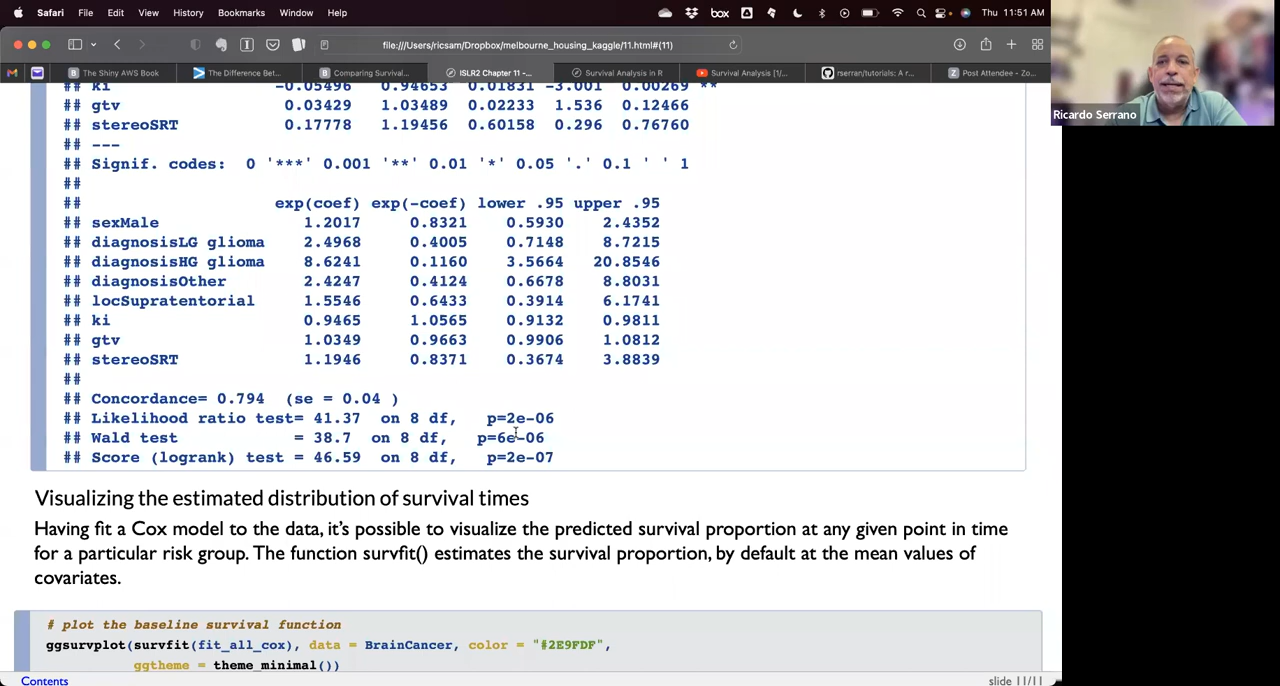 Safari File Edit View History Bookmarks Window Help box Thu 11:51 AM
file:///Users/ricsam/Dropbox/melbourne_housing_kaggle/11.html#(11)
The Shiny AWS Book The Difference Bet... Comparing Survival... ISLR2 Chapter 11 -... Survival Analysis in R Survival Analysis [1/... rserran/tutorials: A r... Post Attendee - Zo...
## ki -0.05496 0.94653 0.01831 -3.001 0.00269 **
## gtv 0.03429 1.03489 0.02233 1.536 0.12466
## stereoSRT 0.17778 1.19456 0.60158 0.296 0.76760
## ---
## Signif. codes: 0 '***' 0.001 '**' 0.01 '*' 0.05 '.' 0.1 ' ' 1
##
## exp(coef) exp(-coef) lower .95 upper .95
## sexMale 1.2017 0.8321 0.5930 2.4352
## diagnosisLG glioma 2.4968 0.4005 0.7148 8.7215
## diagnosisHG glioma 8.6241 0.1160 3.5664 20.8546
## diagnosisOther 2.4247 0.4124 0.6678 8.8031
## locSupratentorial 1.5546 0.6433 0.3914 6.1741
## ki 0.9465 1.0565 0.9132 0.9811
## gtv 1.0349 0.9663 0.9906 1.0812
## stereoSRT 1.1946 0.8371 0.3674 3.8839
##
## Concordance= 0.794 (se = 0.04 )
## Likelihood ratio test= 41.37 on 8 df, p=2e-06
## Wald test = 38.7 on 8 df, p=6e-06
## Score (logrank) test = 46.59 on 8 df, p=2e-07
Visualizing the estimated distribution of survival times
Having fit a Cox model to the data, it's possible to visualize the predicted survival proportion at any given point in time
for a particular risk group. The function survfit() estimates the survival proportion, by default at the mean values of
covariates.
# plot the baseline survival function
ggsurvplot(survfit(fit_all_cox), data = BrainCancer, color = "#2E9FDF",
ggtheme = theme_minimal())
Contents
slide 11/11
Ricardo Serrano